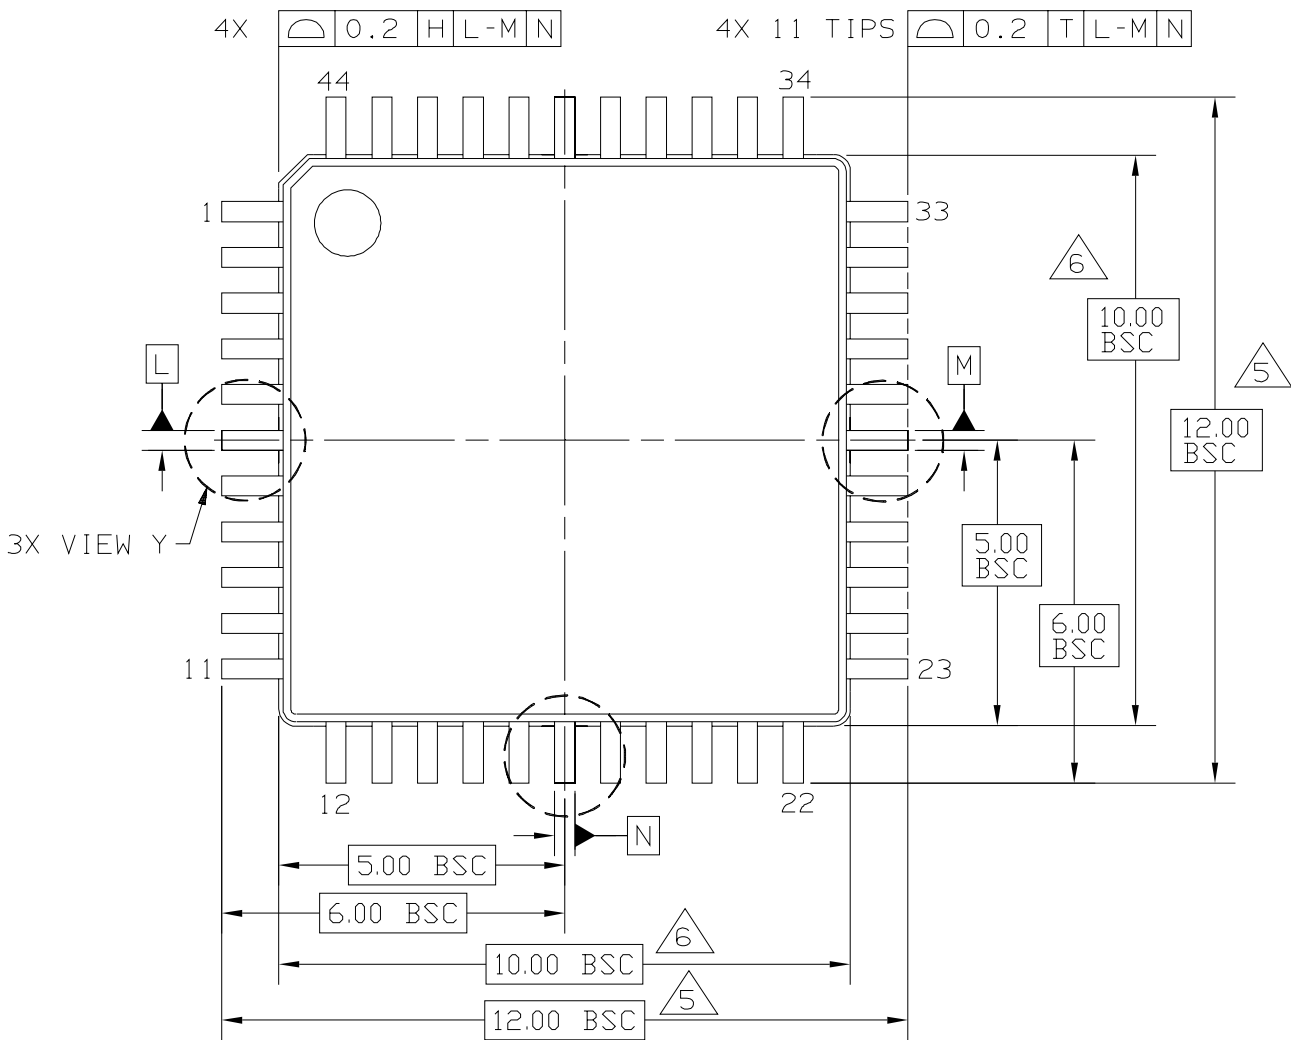 4X 0.2 H L-M N
4X 11 TIPS 0.2 T L-M N
44 34
1 33
6
10.00
BSC
L M
5
12.00
BSC
3X VIEW Y
5.00
BSC
6.00
BSC
11 23
12 22
N
5.00 BSC
6.00 BSC
6
10.00 BSC
5
12.00 BSC